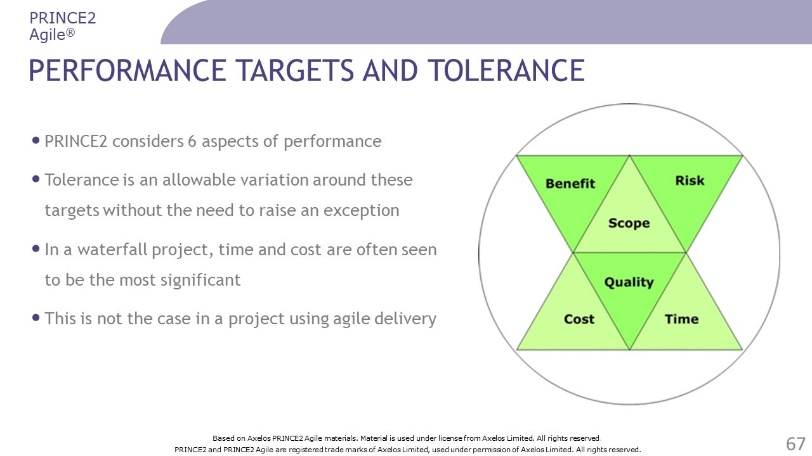 PRINCE2
Agile®
PERFORMANCE TARGETS AND TOLERANCE
• PRINCE2 considers 6 aspects of performance
• Tolerance is an allowable variation around these
targets without the need to raise an exception
• In a waterfall project, time and cost are often seen
to be the most significant
• This is not the case in a project using agile delivery
Benefit
Risk
Scope
Quality
Cost
Time
Based on Axelos PRINCE2 Agile materials. Material is used under license from Axelos Limited. All rights reserved
PRINCE2 and PRINCE2 Agile are registered trade marks of Axelos Limited, used under permission of Axelos Limited. All rights reserved.
67